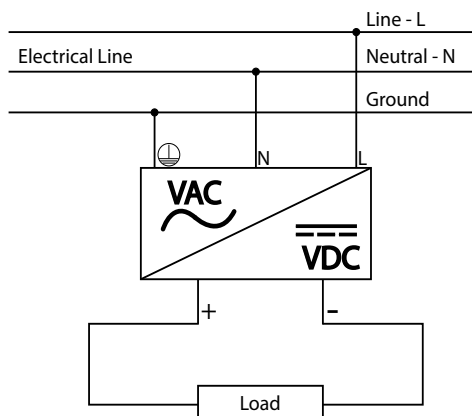 Line - L
Electrical Line
Neutral - N
Ground
N
L
VAC
VDC
+
-
Load